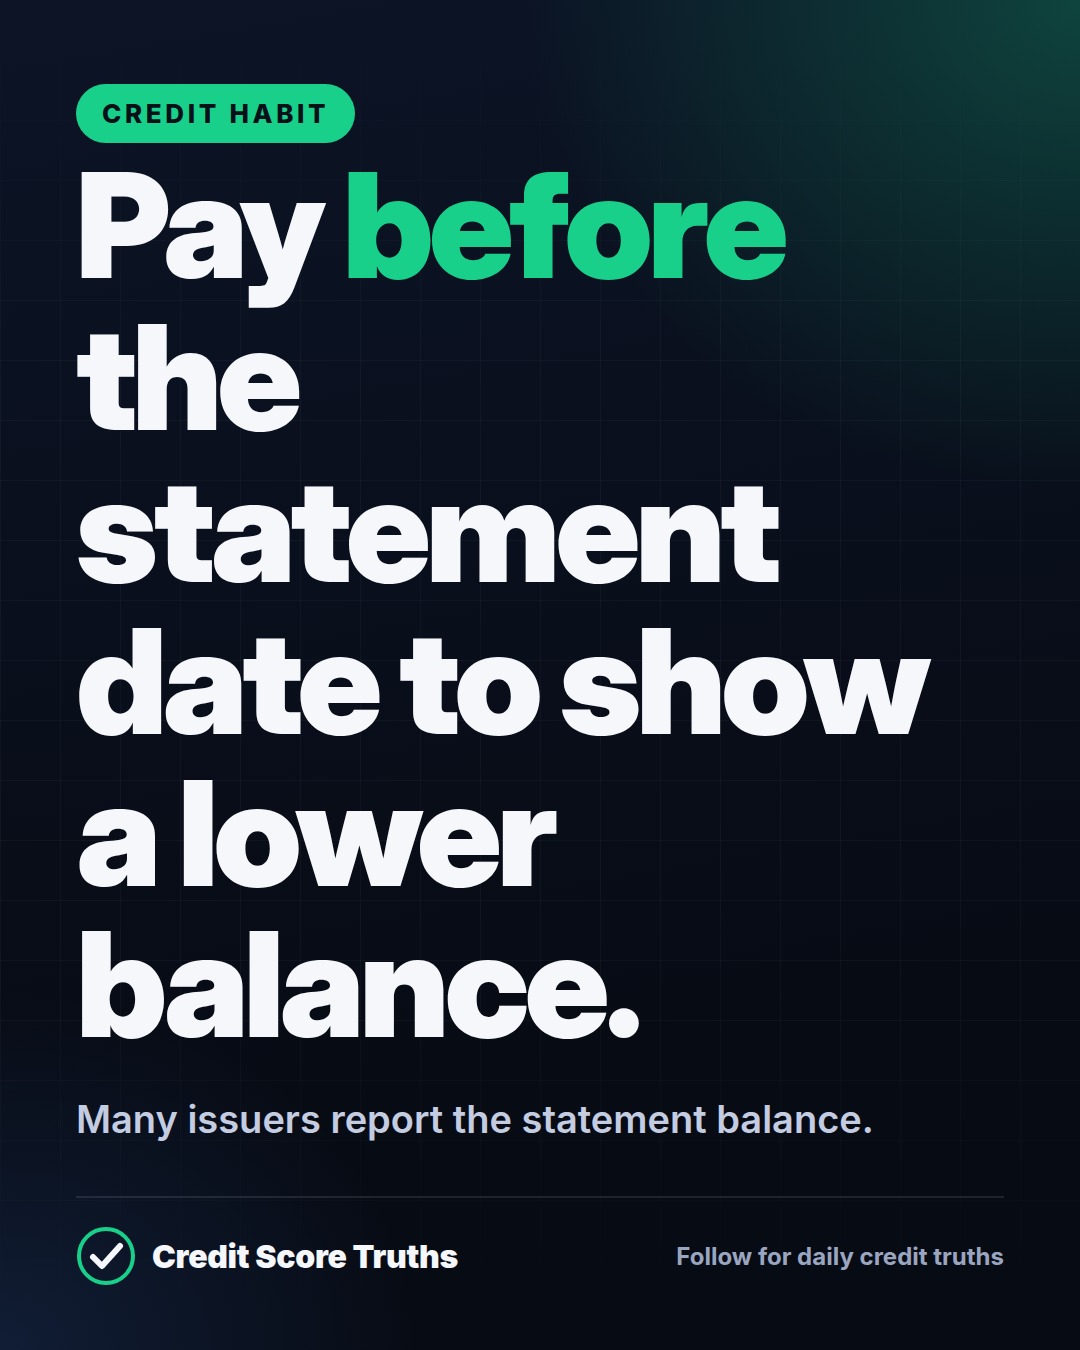 CREDIT HABIT
Pay before
the
statement
date to show
a lower
balance.
Many issuers report the statement balance.
Credit Score Truths
Follow for daily credit truths